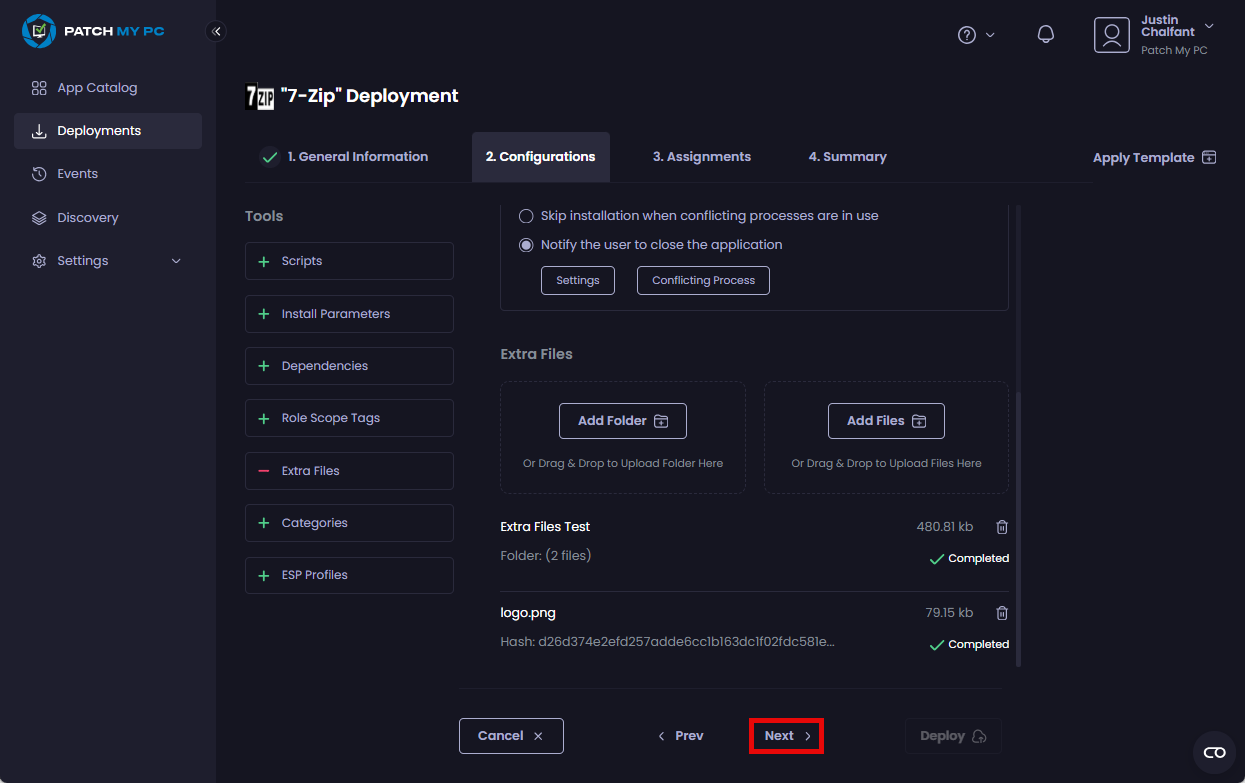 PATCH MY PC
Justin Chalfant
Patch My PC
App Catalog
Deployments
Events
Discovery
Settings
7 ZIP "7-Zip" Deployment
1. General Information
2. Configurations
3. Assignments
4. Summary
Apply Template
Tools
Scripts
Install Parameters
Dependencies
Role Scope Tags
Extra Files
Categories
ESP Profiles
Skip installation when conflicting processes are in use
Notify the user to close the application
Settings
Conflicting Process
Extra Files
Add Folder
Or Drag & Drop to Upload Folder Here
Add Files
Or Drag & Drop to Upload Files Here
Extra Files Test
480.81 kb
Folder: (2 files)
Completed
logo.png
79.15 kb
Hash: d26d374e2efd257adde6cc1b163dc1f02fdc581e...
Completed
Cancel
Prev
Next
Deploy